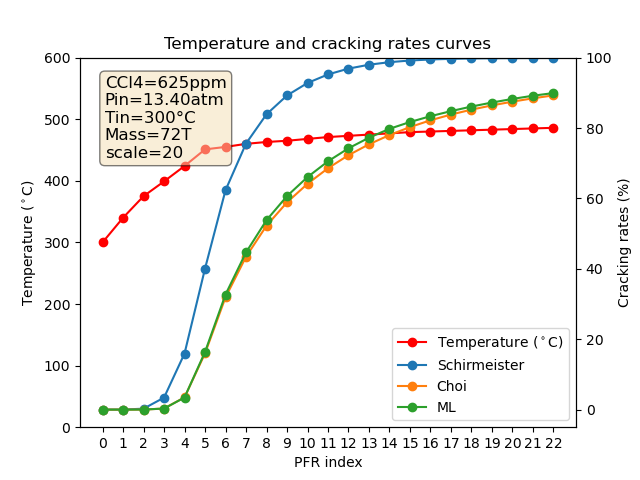 Temperature and cracking rates curves
CCl4=625ppm
Pin=13.40atm
Tin=300°C
Mass=72T
scale=20
600
500
400
300
200
100
0
Temperature (°C)
100
80
60
40
20
0
Cracking rates (%)
Temperature (°C)
Schirmeister
Choi
ML
0 1 2 3 4 5 6 7 8 9 10 11 12 13 14 15 16 17 18 19 20 21 22
PFR index